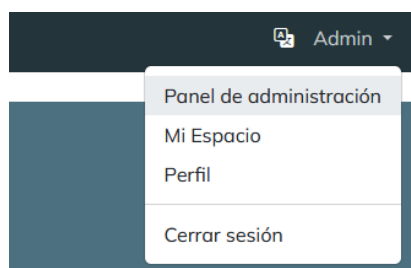 Admin
Panel de administración
Mi Espacio
Perfil
Cerrar sesión